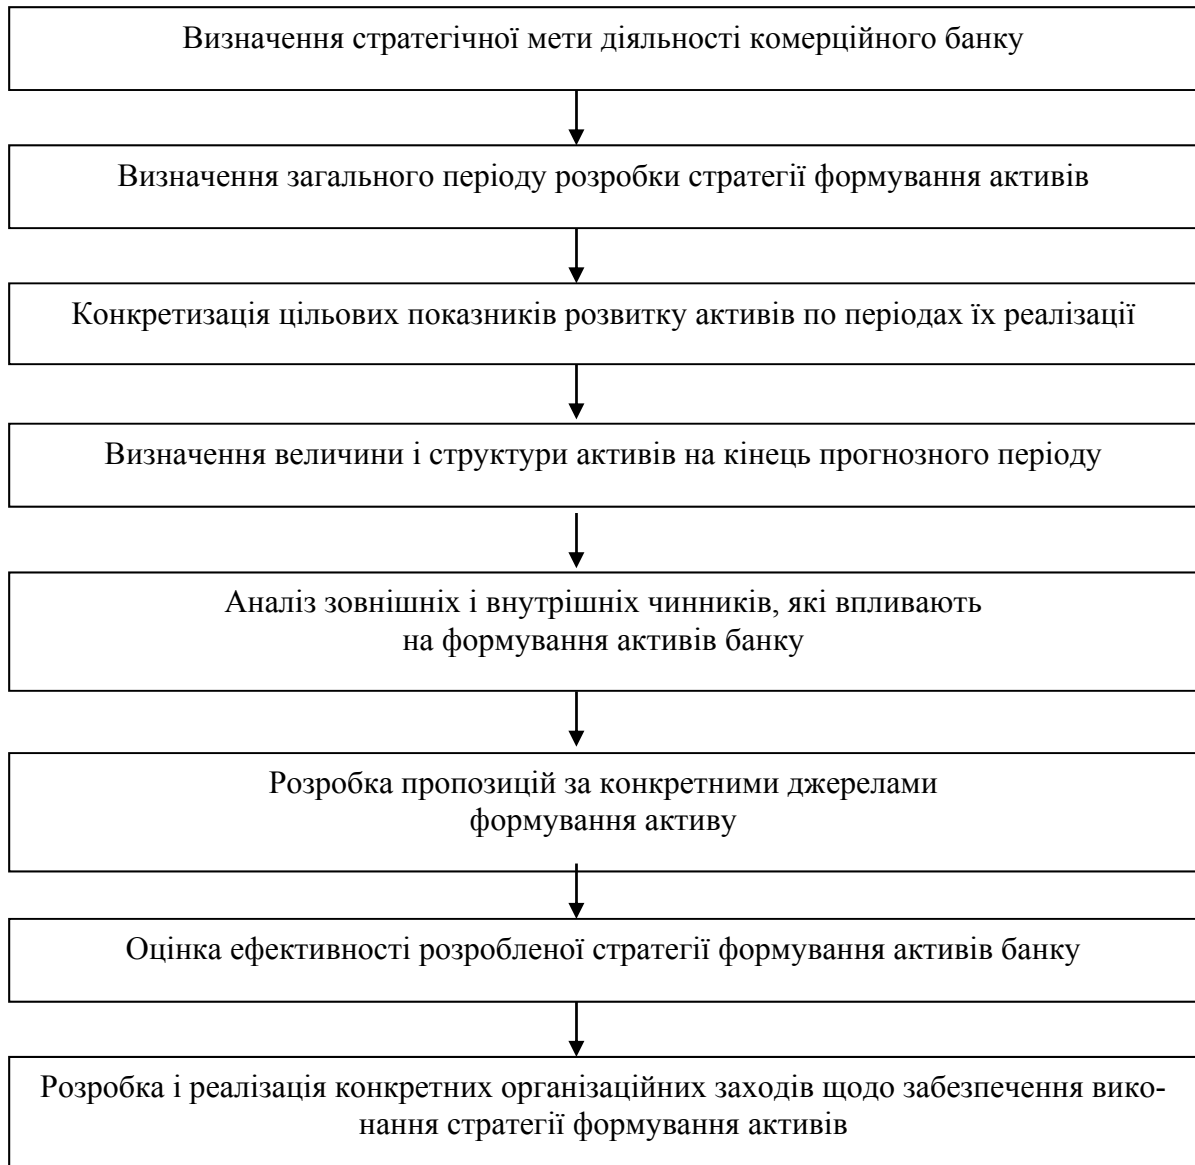 Визначення стратегічної мети діяльності комерційного банку
Визначення загального періоду розробки стратегії формування активів
Конкретизація цільових показників розвитку активів по періодах їх реалізації
Визначення величини і структури активів на кінець прогнозного періоду
Аналіз зовнішніх і внутрішніх чинників, які впливають
на формування активів банку
Розробка пропозицій за конкретними джерелами
формування активу
Оцінка ефективності розробленої стратегії формування активів банку
Розробка і реалізація конкретних організаційних заходів щодо забезпечення вико-
нання стратегії формування активів